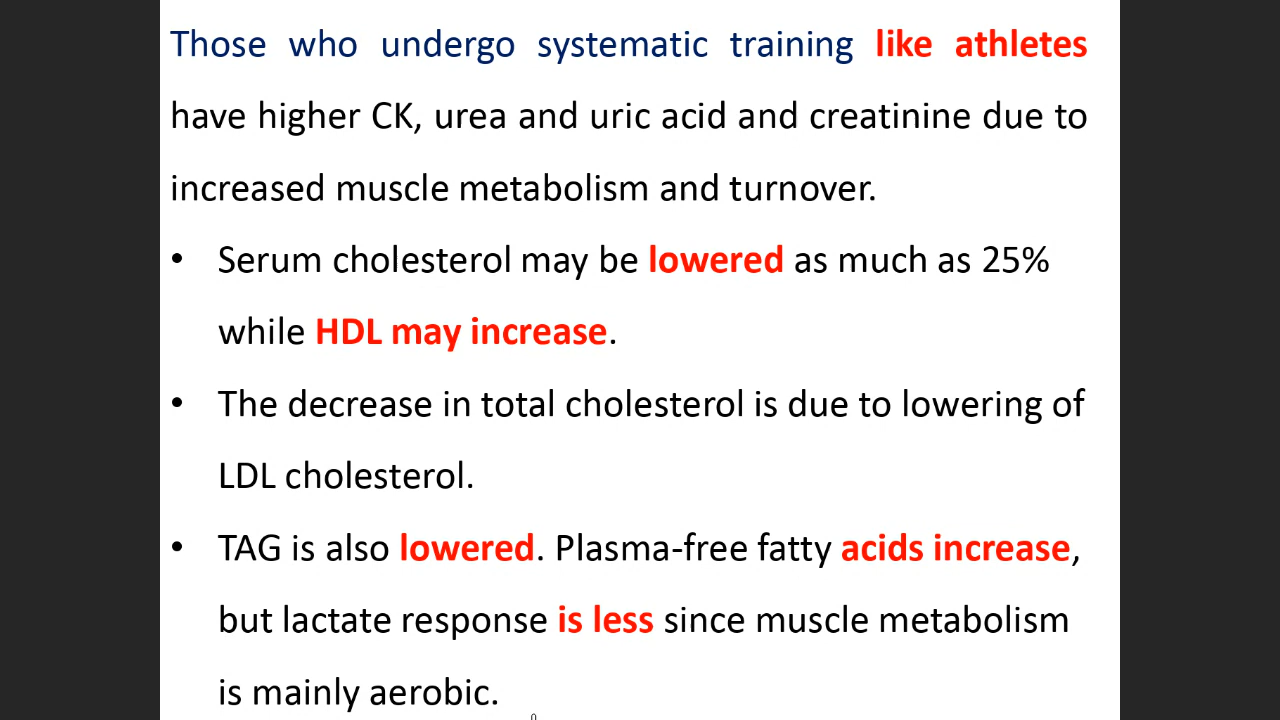 Those who undergo systematic training like athletes
have higher CK, urea and uric acid and creatinine due to
increased muscle metabolism and turnover.
• Serum cholesterol may be lowered as much as 25%
while HDL may increase.
• The decrease in total cholesterol is due to lowering of
LDL cholesterol.
• TAG is also lowered. Plasma-free fatty acids increase,
but lactate response is less since muscle metabolism
is mainly aerobic.